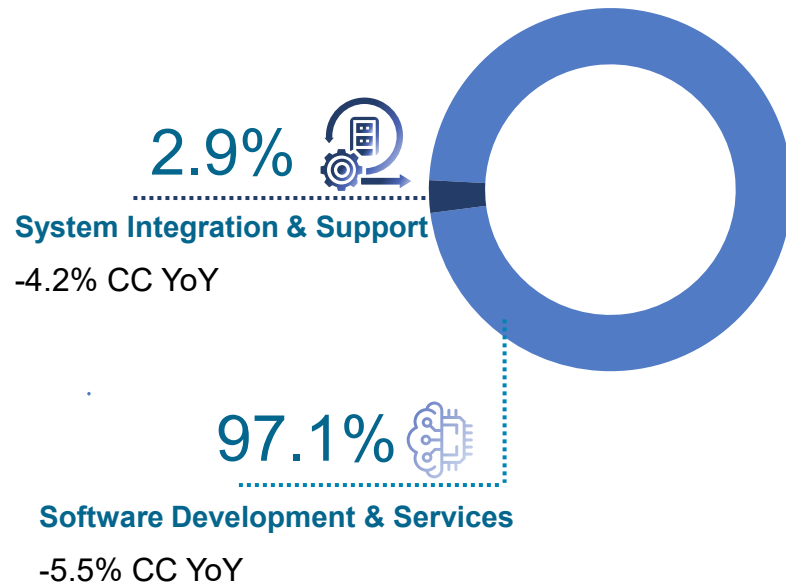 2.9%
System Integration & Support
-4.2% CC YoY
97.1%
Software Development & Services
-5.5% CC YoY